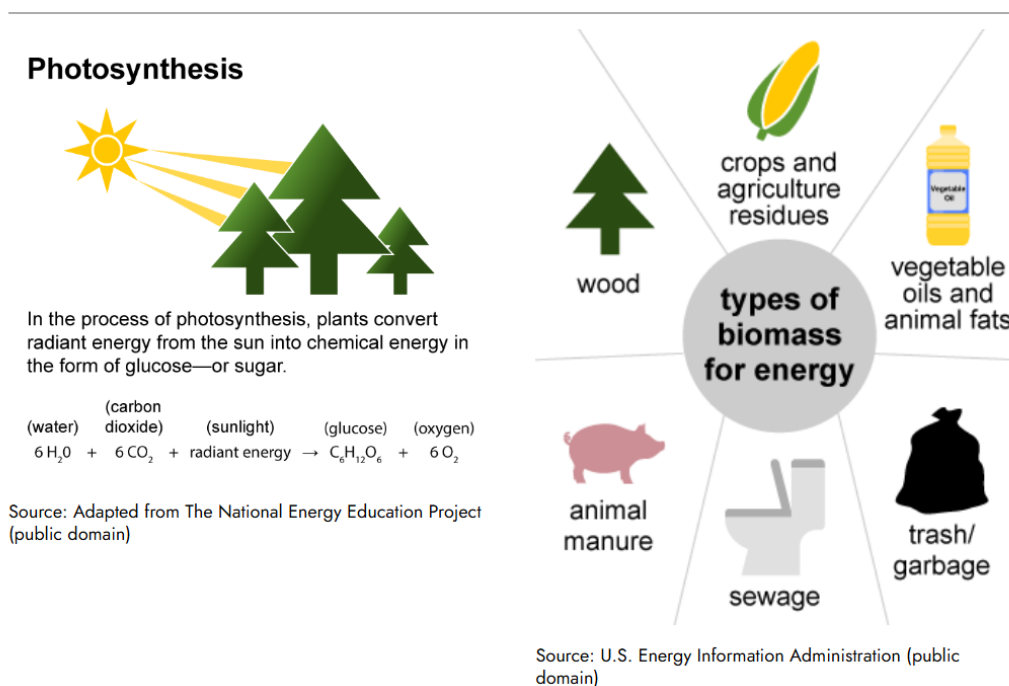 Photosynthesis
In the process of photosynthesis, plants convert
radiant energy from the sun into chemical energy in
the form of glucose—or sugar.
(water) (carbon dioxide) (sunlight) (glucose) (oxygen)
6 H₂0 + 6 CO₂ + radiant energy → C₆H₁₂O₆ + 6 O₂
Source: Adapted from The National Energy Education Project
(public domain)
types of
biomass
for energy
wood
crops and
agriculture
residues
Vegetable
Oil
vegetable
oils and
animal fats
animal
manure
sewage
trash/
garbage
Source: U.S. Energy Information Administration (public
domain)